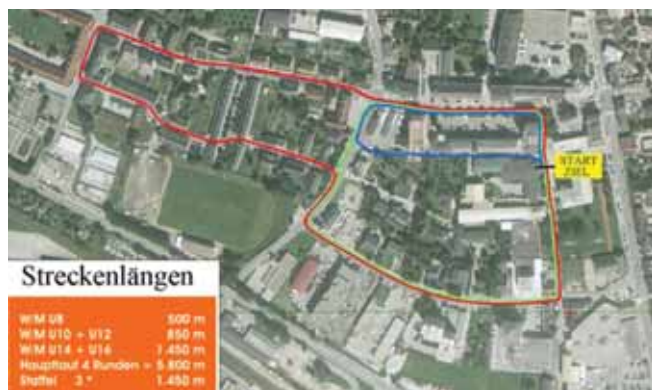 START
ZIEL
Streckenlängen
W/M U8 500 m
W/M U10 + U12 850 m
W/M U14 + U16 1.450 m
Hauptlauf 4 Runden = 5.800 m
Staffel 3 * 1.450 m